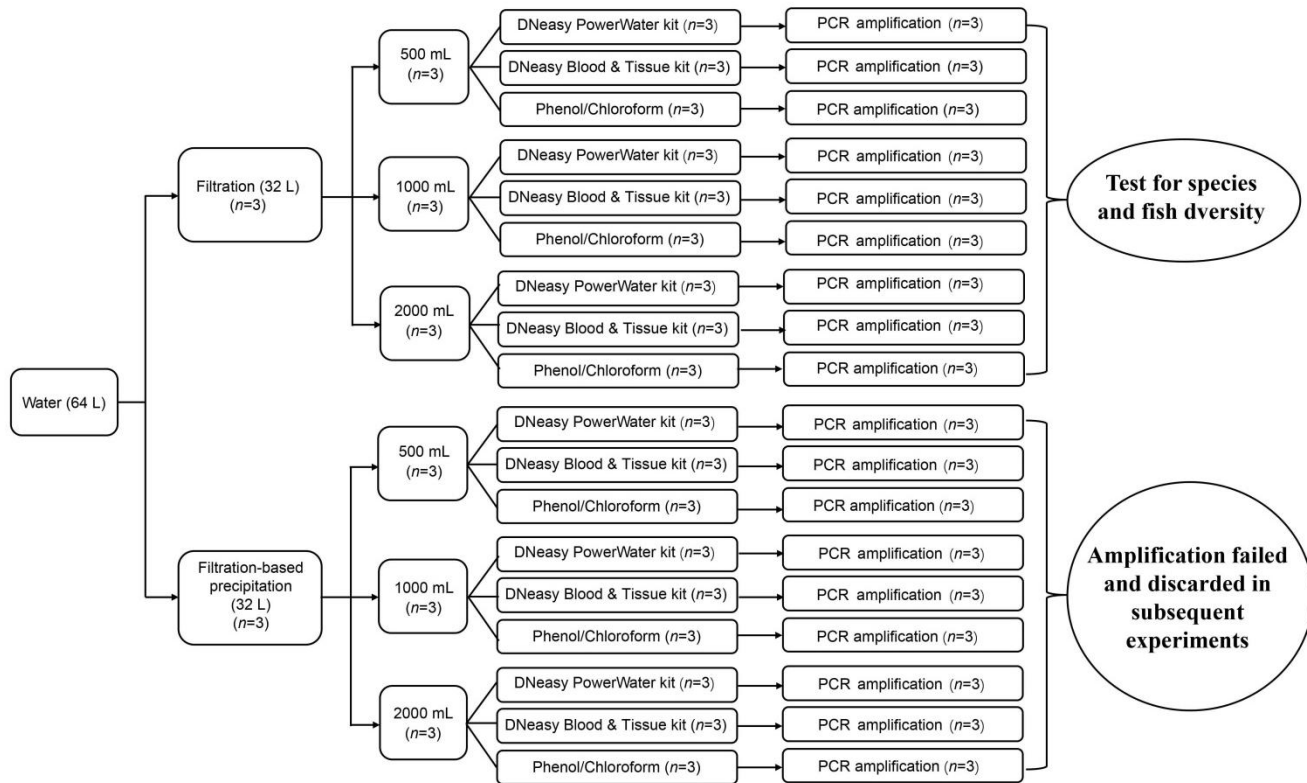 Water (64 L)
Filtration (32 L)
(n=3)
500 mL
(n=3)
DNeasy PowerWater kit (n=3)
PCR amplification (n=3)
DNeasy Blood & Tissue kit (n=3)
PCR amplification (n=3)
Phenol/Chloroform (n=3)
PCR amplification (n=3)
1000 mL
(n=3)
DNeasy PowerWater kit (n=3)
PCR amplification (n=3)
DNeasy Blood & Tissue kit (n=3)
PCR amplification (n=3)
Phenol/Chloroform (n=3)
PCR amplification (n=3)
2000 mL
(n=3)
DNeasy PowerWater kit (n=3)
PCR amplification (n=3)
DNeasy Blood & Tissue kit (n=3)
PCR amplification (n=3)
Phenol/Chloroform (n=3)
PCR amplification (n=3)
Test for species
and fish dversity
Filtration-based
precipitation
(32 L)
(n=3)
500 mL
(n=3)
DNeasy PowerWater kit (n=3)
PCR amplification (n=3)
DNeasy Blood & Tissue kit (n=3)
PCR amplification (n=3)
Phenol/Chloroform (n=3)
PCR amplification (n=3)
1000 mL
(n=3)
DNeasy PowerWater kit (n=3)
PCR amplification (n=3)
DNeasy Blood & Tissue kit (n=3)
PCR amplification (n=3)
Phenol/Chloroform (n=3)
PCR amplification (n=3)
2000 mL
(n=3)
DNeasy PowerWater kit (n=3)
PCR amplification (n=3)
DNeasy Blood & Tissue kit (n=3)
PCR amplification (n=3)
Phenol/Chloroform (n=3)
PCR amplification (n=3)
Amplification failed
and discarded in
subsequent
experiments